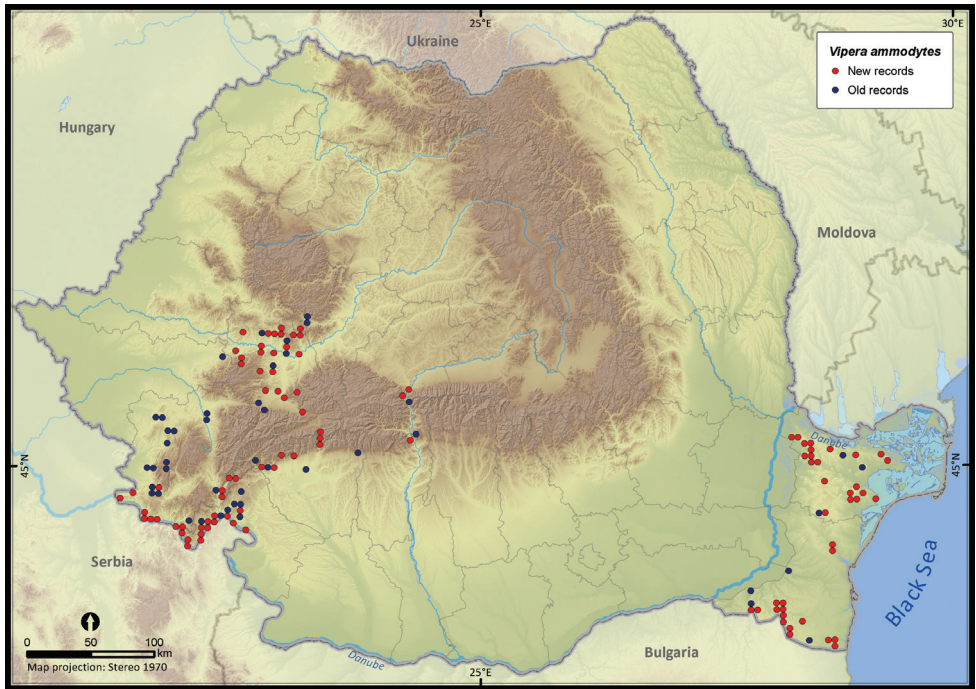 25°E
30°E
Ukraine
Vipera ammodytes
New records
Old records
Hungary
Moldova
Danube
45°N
45°N
Serbia
Black Sea
0 50 100
km
Map projection: Stereo 1970
Danube
Bulgaria
25°E